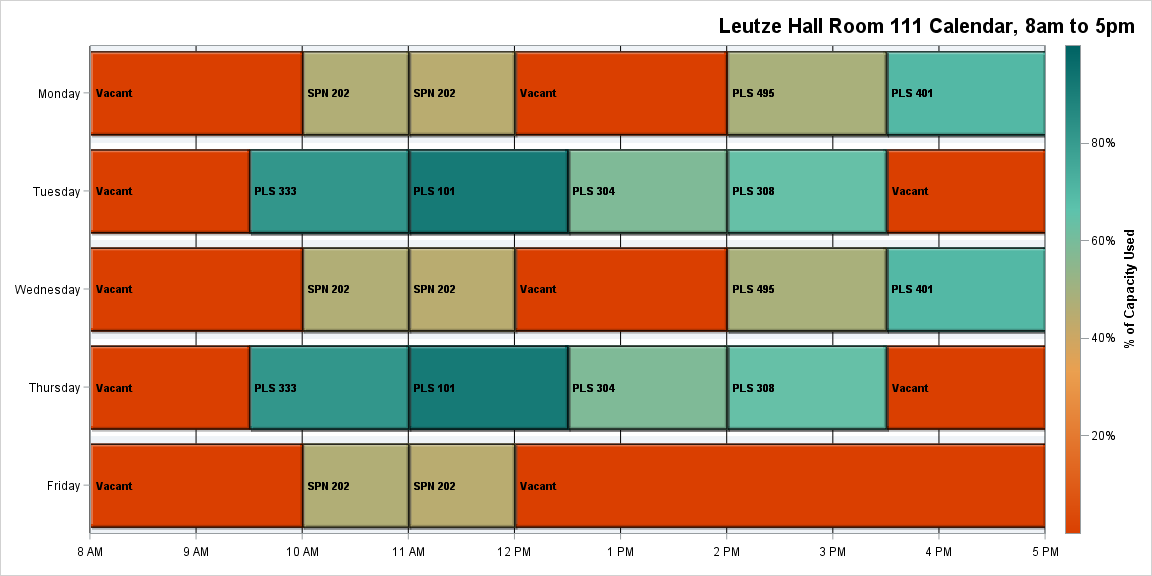 Leutze Hall Room 111 Calendar, 8am to 5pm
Monday
Vacant
SPN 202
SPN 202
Vacant
PLS 495
PLS 401
Tuesday
Vacant
PLS 333
PLS 101
PLS 304
PLS 308
Vacant
Wednesday
Vacant
SPN 202
SPN 202
Vacant
PLS 495
PLS 401
Thursday
Vacant
PLS 333
PLS 101
PLS 304
PLS 308
Vacant
Friday
Vacant
SPN 202
SPN 202
Vacant
8 AM
9 AM
10 AM
11 AM
12 PM
1 PM
2 PM
3 PM
4 PM
5 PM
80%
60%
40%
20%
% of Capacity Used